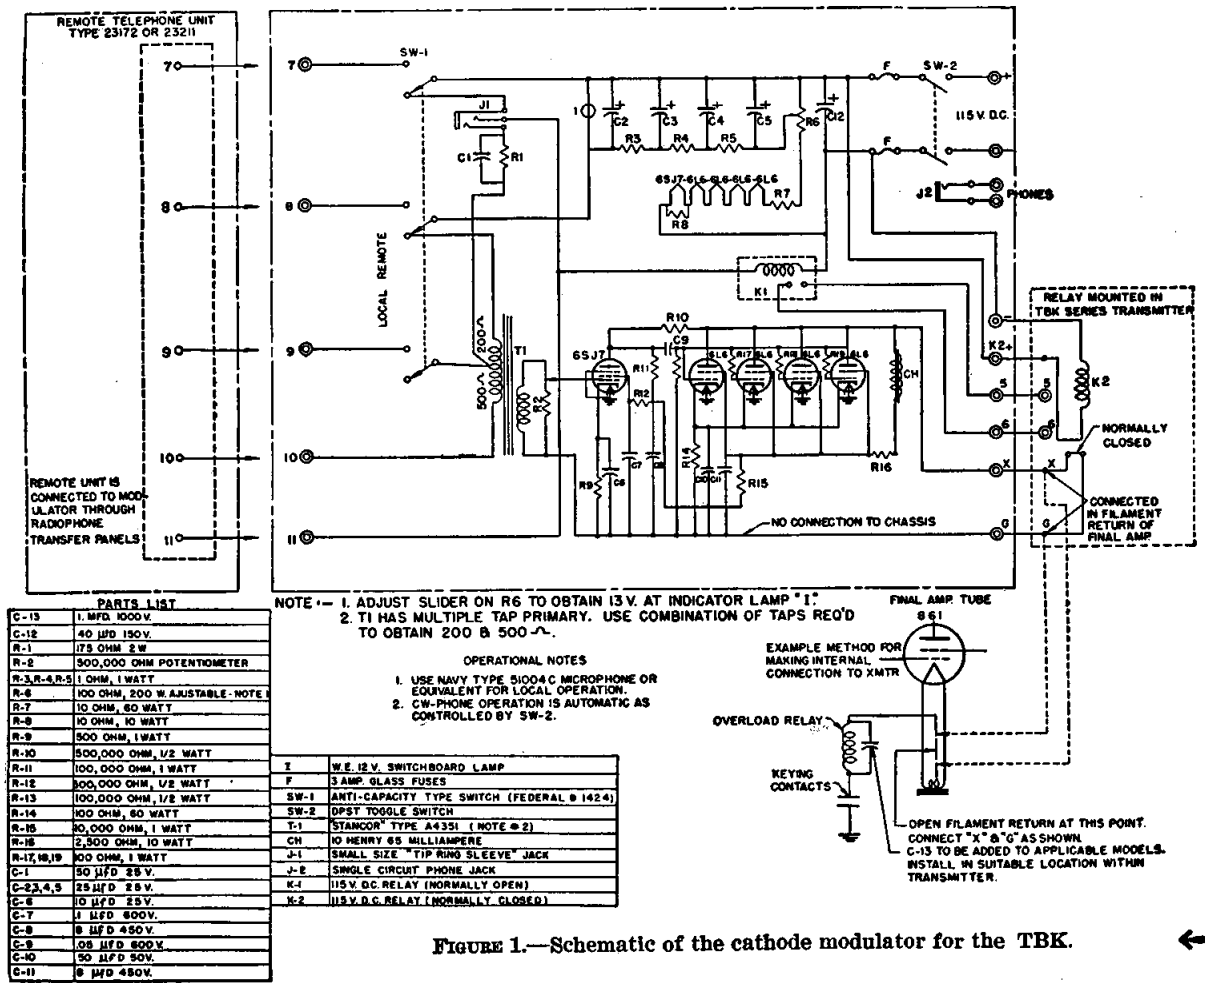 REMOTE TELEPHONE UNIT
TYPE 23172 OR 23211
7
8
9
10
11
REMOTE UNIT IS
CONNECTED TO MOD-
ULATOR THROUGH
RADIOPHONE
TRANSFER PANELS
7
8
9
10
11
SW-1
LOCAL REMOTE
J1
C1
R1
500
200
T1
R2
I
+
C2
+
C3
+
C4
+
C5
R3
R4
R5
R6
+
C12
F
SW-2
+
115 V. D.C.
F
-
J2
PHONES
6SJ7-6L6-6L6-6L6-6L6
R7
R8
K1
R10
C9
6SJ7
R11
R12
6L6
R17
6L6
R18
6L6
R19
6L6
CH
R9
C6
C7
C8
R14
C10
C11
R15
R16
NO CONNECTION TO CHASSIS
-
K2+
5
6
X
G
RELAY MOUNTED IN
TBK SERIES TRANSMITTER
K2
5
6
NORMALLY
CLOSED
X
CONNECTED
IN FILAMENT
RETURN OF
FINAL AMP.
G
NOTE :- 1. ADJUST SLIDER ON R6 TO OBTAIN 13 V. AT INDICATOR LAMP "I".
2. T1 HAS MULTIPLE TAP PRIMARY. USE COMBINATION OF TAPS REQ'D
TO OBTAIN 200 & 500 -∩-.
OPERATIONAL NOTES
1. USE NAVY TYPE 51004C MICROPHONE OR
EQUIVALENT FOR LOCAL OPERATION.
2. CW-PHONE OPERATION IS AUTOMATIC AS
CONTROLLED BY SW-2.
PARTS LIST
C-13 1. MFD. 1000V.
C-12 40 µfD 150V.
R-1 175 OHM 2W
R-2 500,000 OHM POTENTIOMETER
R-3,R-4,R-5 1 OHM, 1 WATT
R-6 100 OHM, 200 W. AJUSTABLE-NOTE 1
R-7 10 OHM, 60 WATT
R-8 10 OHM, 10 WATT
R-9 500 OHM, 1 WATT
R-10 500,000 OHM, 1/2 WATT
R-11 100,000 OHM, 1 WATT
R-12 500,000 OHM, 1/2 WATT
R-13 100,000 OHM, 1/2 WATT
R-14 100 OHM, 60 WATT
R-15 10,000 OHM, 1 WATT
R-16 2,500 OHM, 10 WATT
R-17,18,19 100 OHM, 1 WATT
C-1 50 µfD 25V.
C-2,3,4,5 25 µfD 25V.
C-6 10 µfD 25V.
C-7 .1 µfD 600V.
C-8 8 µfD 450V.
C-9 .05 µfD 600V.
C-10 50 µfD 50V.
C-11 8 µfD 450V.
I W.E. 12 V. SWITCHBOARD LAMP
F 3 AMP. GLASS FUSES
SW-1 ANTI-CAPACITY TYPE SWITCH (FEDERAL # 1424)
SW-2 DPST TOGGLE SWITCH
T-1 "STANCOR" TYPE A4351 (NOTE #2)
CH 10 HENRY 65 MILLIAMPERE
J-1 SMALL SIZE "TIP RING SLEEVE" JACK
J-2 SINGLE CIRCUIT PHONE JACK
K-1 115 V. D.C. RELAY (NORMALLY OPEN)
K-2 115 V. D.C. RELAY (NORMALLY CLOSED)
FINAL AMP. TUBE
861
EXAMPLE METHOD FOR
MAKING INTERNAL
CONNECTION TO XMTR
OVERLOAD RELAY
KEYING
CONTACTS
OPEN FILAMENT RETURN AT THIS POINT.
CONNECT "X" & "G" AS SHOWN.
C-13 TO BE ADDED TO APPLICABLE MODELS.
INSTALL IN SUITABLE LOCATION WITHIN
TRANSMITTER.
FIGURE 1.—Schematic of the cathode modulator for the TBK.